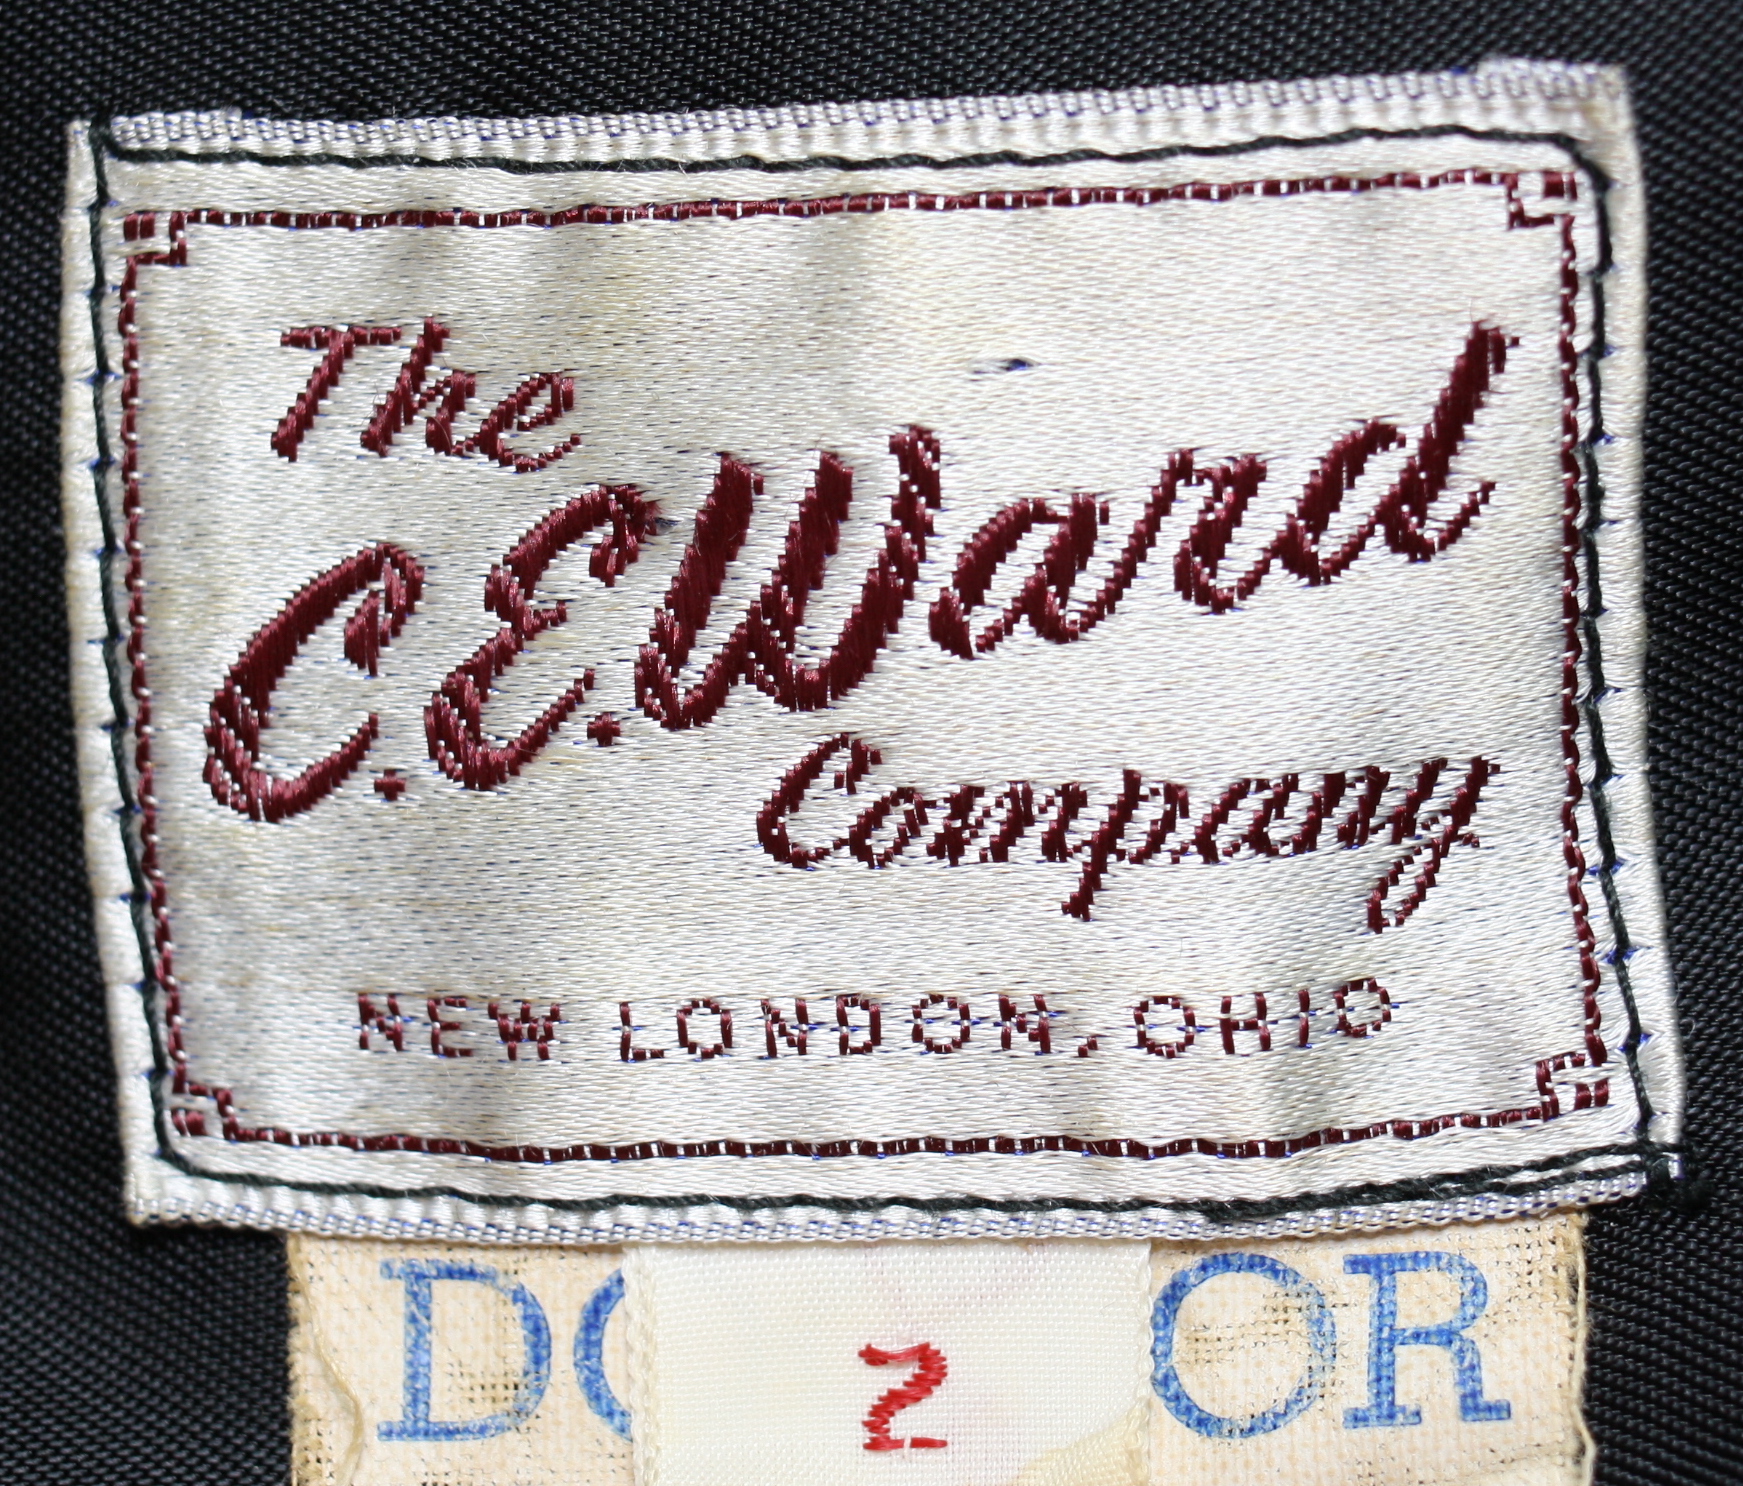 The
C.E.Ward
Company
NEW LONDON, OHIO
DO OR
2